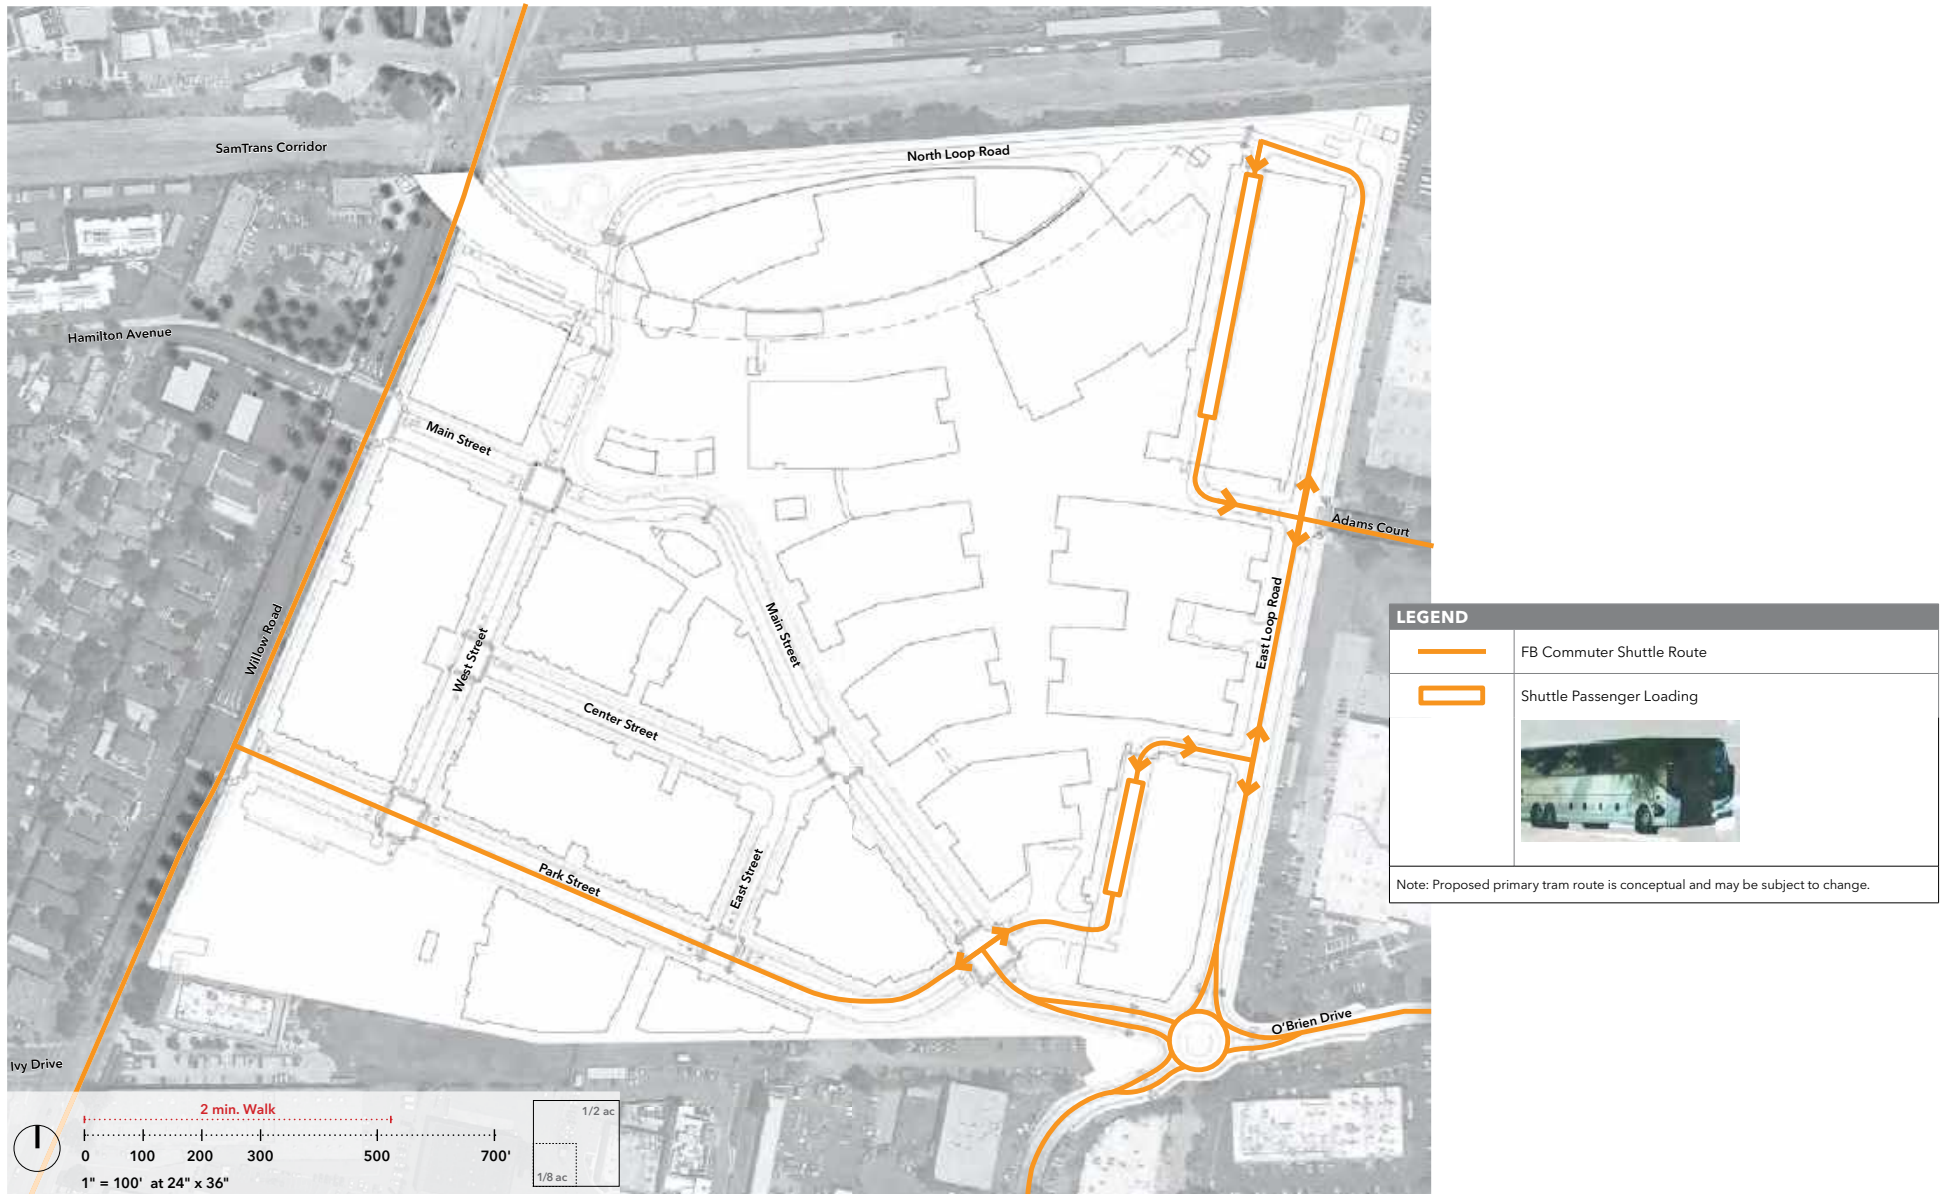 SamTrans Corridor
North Loop Road
Hamilton Avenue
Main Street
Adams Court
Willow Road
West Street
Main Street
East Loop Road
Center Street
Park Street
East Street
O'Brien Drive
Ivy Drive
LEGEND
FB Commuter Shuttle Route
Shuttle Passenger Loading
Note: Proposed primary tram route is conceptual and may be subject to change.
2 min. Walk
0 100 200 300 500 700'
1" = 100' at 24" x 36"
1/2 ac
1/8 ac